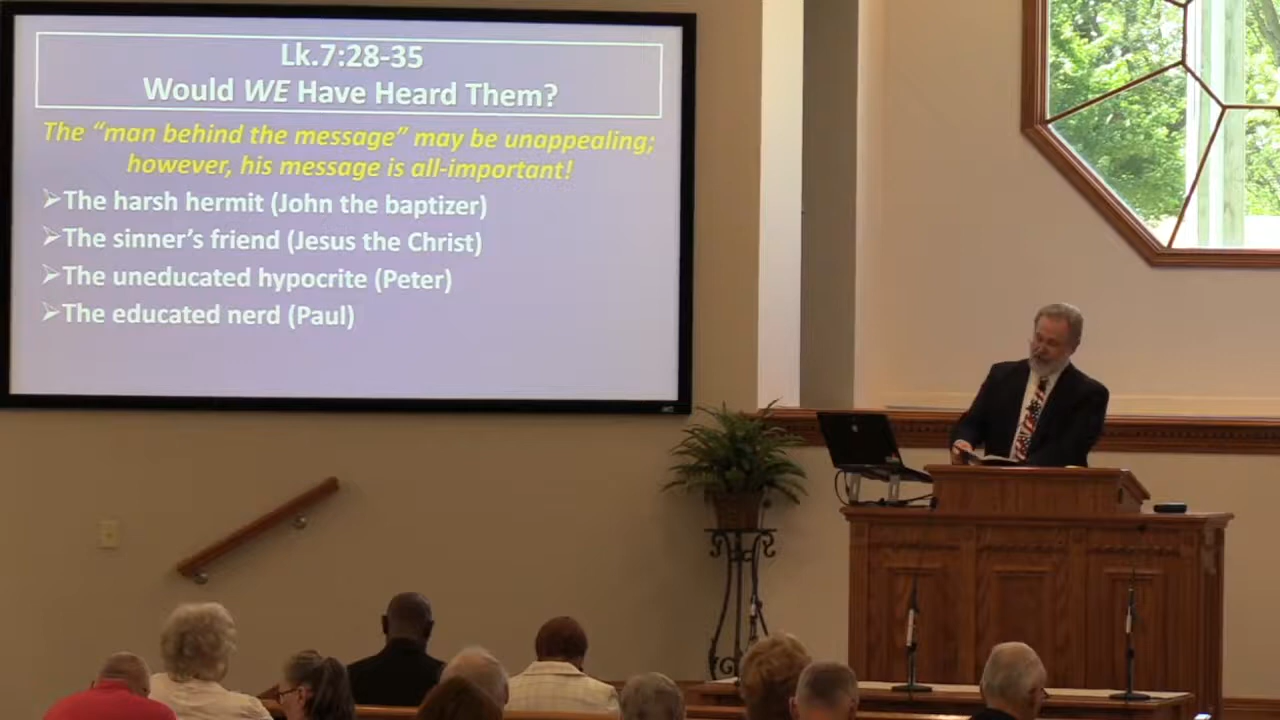 Lk.7:28-35
Would WE Have Heard Them?
The “man behind the message” may be unappealing;
however, his message is all-important!
➢The harsh hermit (John the baptizer)
➢The sinner’s friend (Jesus the Christ)
➢The uneducated hypocrite (Peter)
➢The educated nerd (Paul)